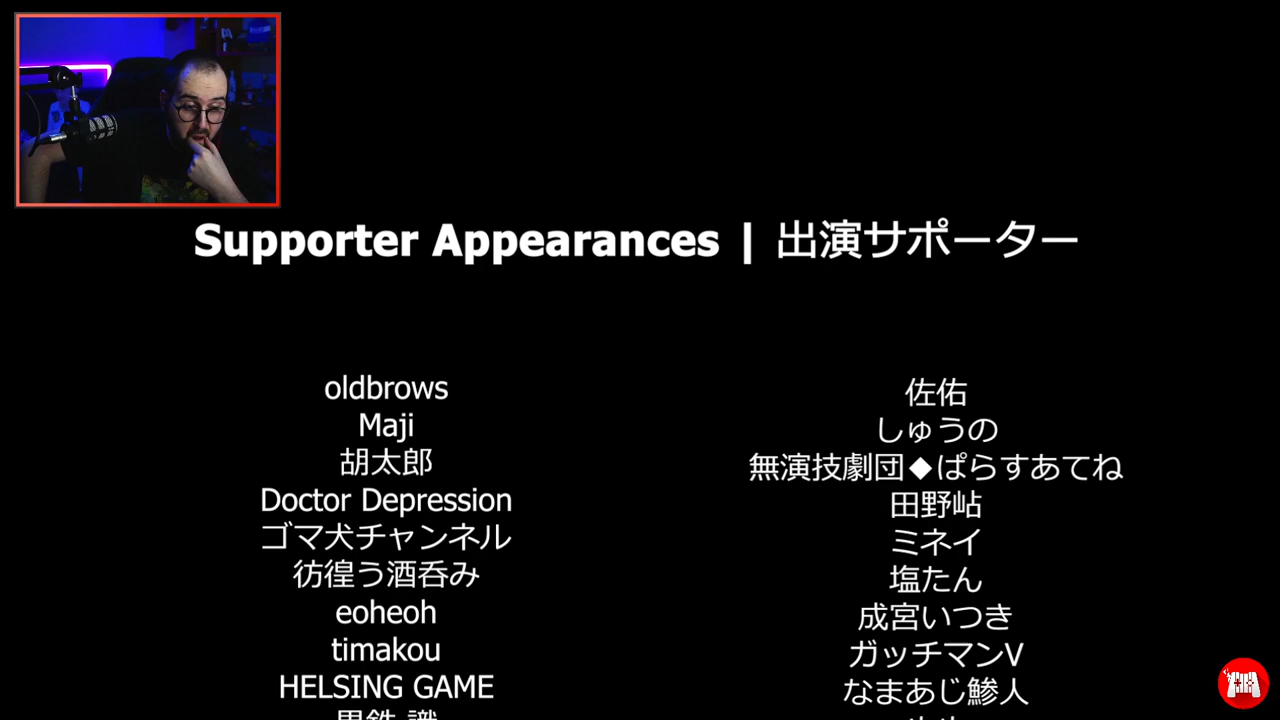 Supporter Appearances | 出演サポーター
oldbrows
Maji
胡太郎
Doctor Depression
ゴマ犬チャンネル
彷徨う酒呑み
eoheoh
timakou
HELSING GAME
佐佑
しゅうの
無演技劇団◆ぱらすあてね
田野岾
ミネイ
塩たん
成宮いつき
ガッチマンV
なまあじ鯵人